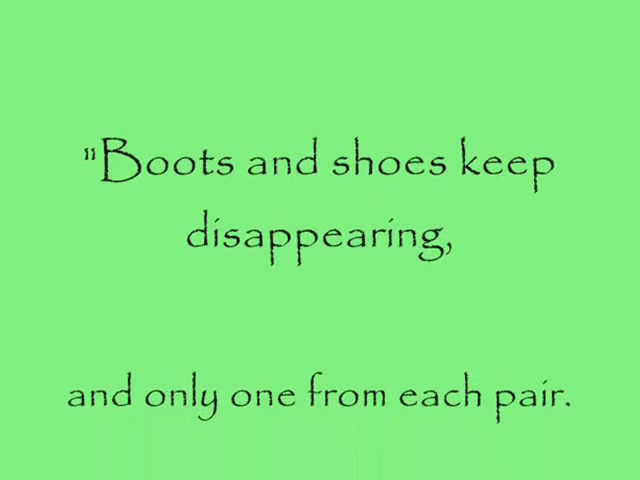 "Boots and shoes keep
disappearing,
and only one from each pair.